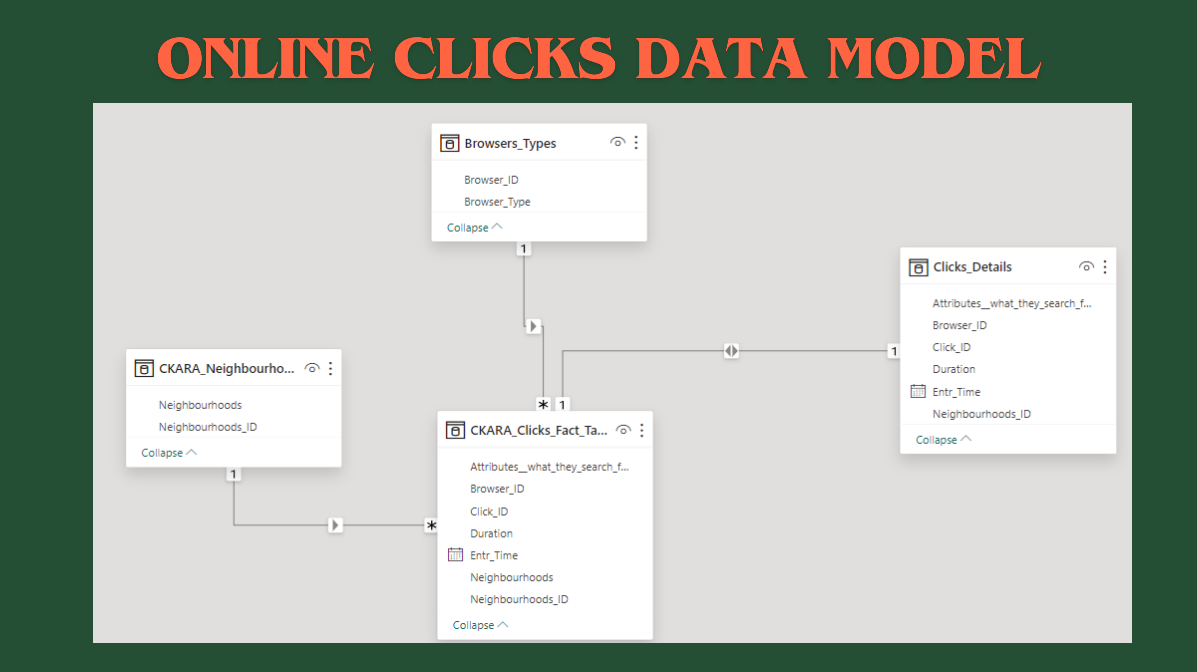 ONLINE CLICKS DATA MODEL
Browsers_Types
Browser_ID
Browser_Type
Collapse
1
Clicks_Details
Attributes__what_they_search_f...
Browser_ID
Click_ID
Duration
Entr_Time
Neighbourhoods_ID
Collapse
1
CKARA_Neighbourho...
Neighbourhoods
Neighbourhoods_ID
Collapse
1
*
* 1
CKARA_Clicks_Fact_Ta...
Attributes__what_they_search_f...
Browser_ID
Click_ID
Duration
Entr_Time
Neighbourhoods
Neighbourhoods_ID
Collapse